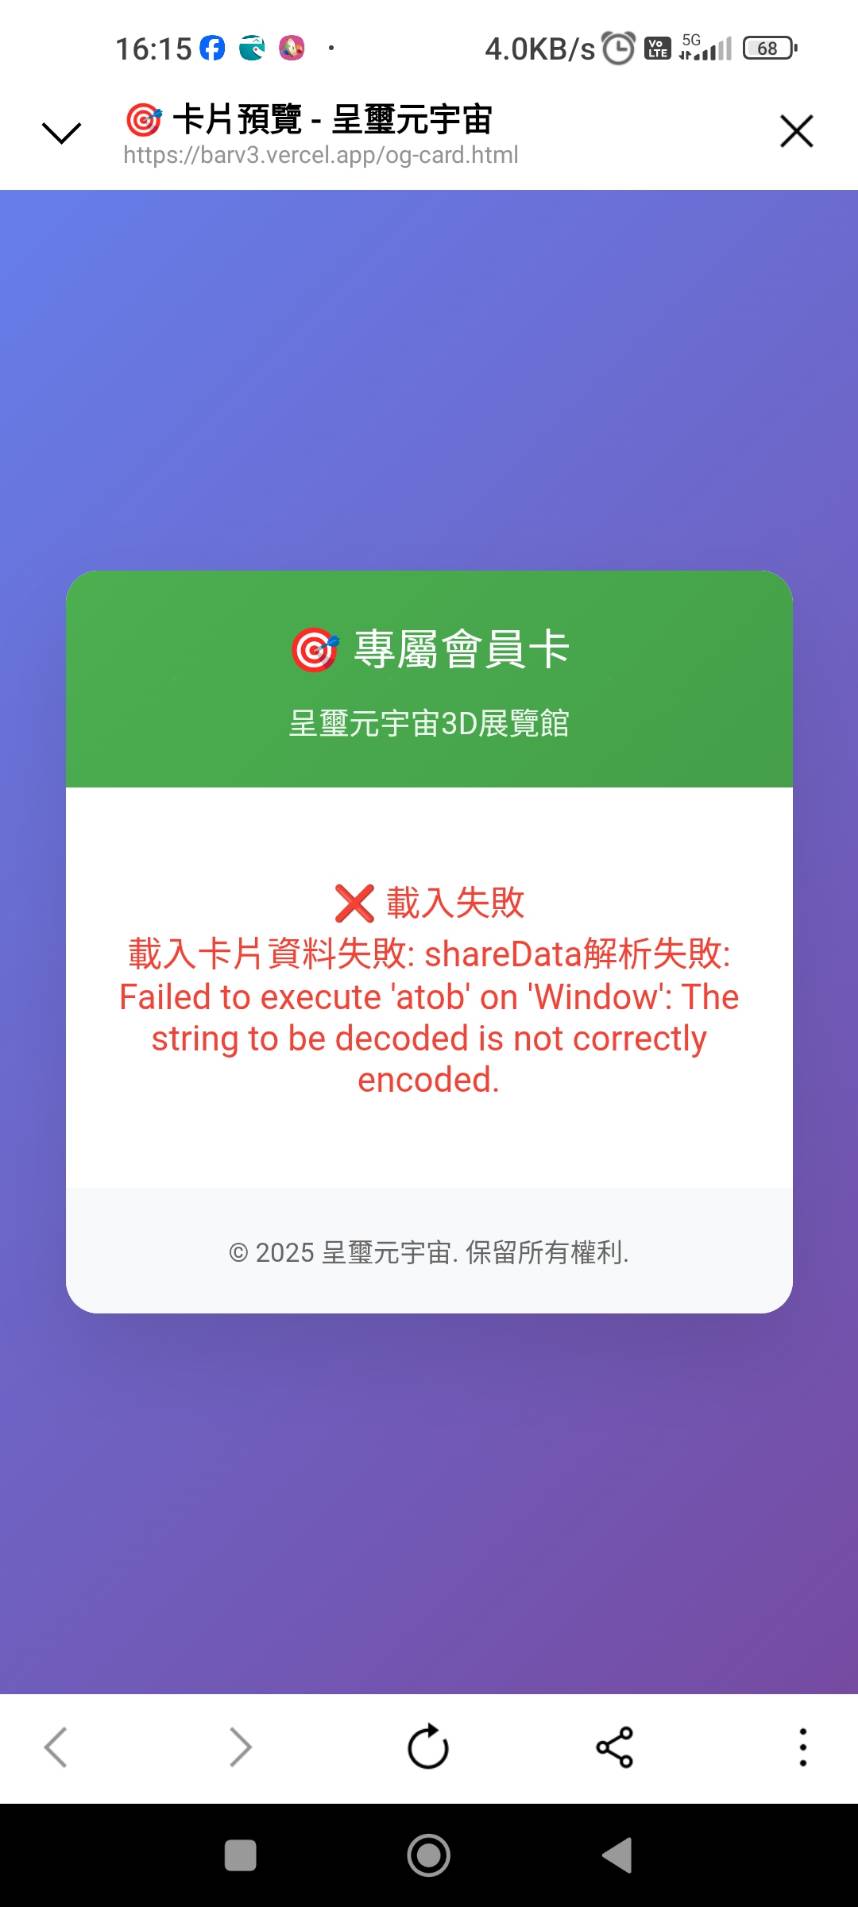 16:15 4.0KB/s VoLTE 5G 68
🎯 卡片預覽 - 呈璽元宇宙
https://barv3.vercel.app/og-card.html
🎯 專屬會員卡
呈璽元宇宙3D展覽館
❌ 載入失敗
載入卡片資料失敗: shareData解析失敗:
Failed to execute 'atob' on 'Window': The
string to be decoded is not correctly
encoded.
© 2025 呈璽元宇宙. 保留所有權利.